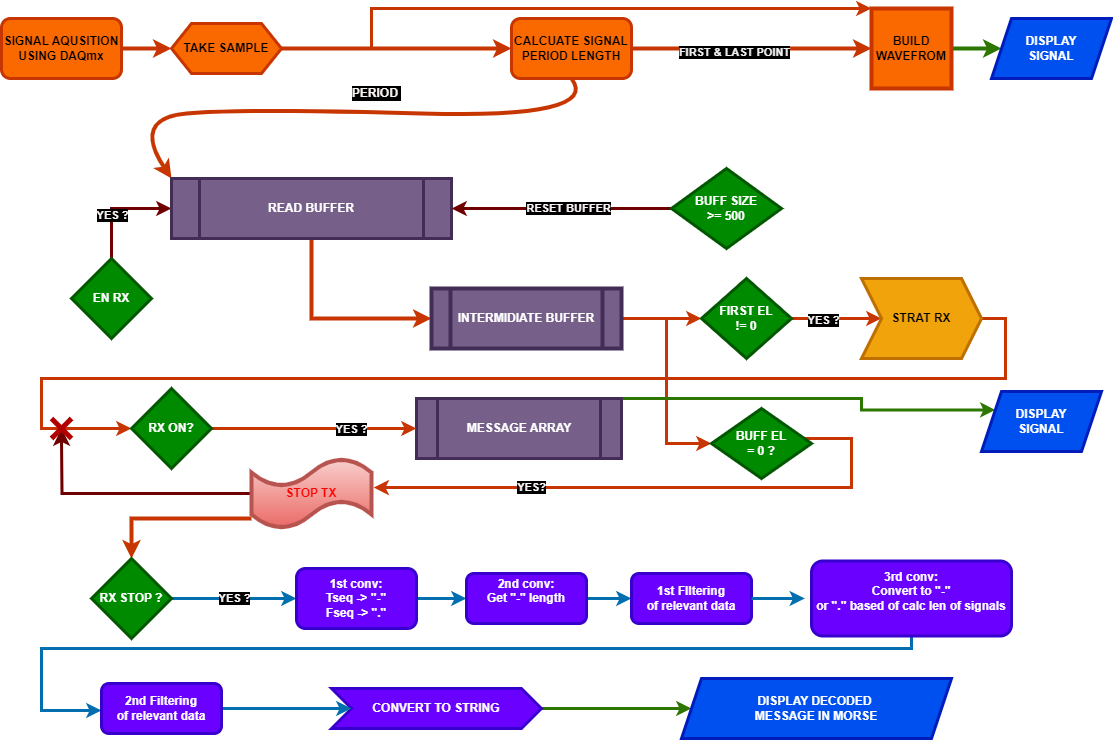 SIGNAL AQUSITION
USING DAQmx
TAKE SAMPLE
CALCUATE SIGNAL
PERIOD LENGTH
FIRST & LAST POINT
BUILD
WAVEFROM
DISPLAY
SIGNAL
PERIOD
READ BUFFER
RESET BUFFER
BUFF SIZE
>= 500
YES ?
EN RX
INTERMIDIATE BUFFER
FIRST EL
!= 0
YES ?
STRAT RX
RX ON?
YES ?
MESSAGE ARRAY
BUFF EL
= 0 ?
DISPLAY
SIGNAL
STOP TX
YES?
RX STOP ?
YES ?
1st conv:
Tseq -> "-"
Fseq -> "."
2nd conv:
Get "-" length
1st FIltering
of relevant data
3rd conv:
Convert to "-"
or "." based of calc len of signals
2nd Filtering
of relevant data
CONVERT TO STRING
DISPLAY DECODED
MESSAGE IN MORSE